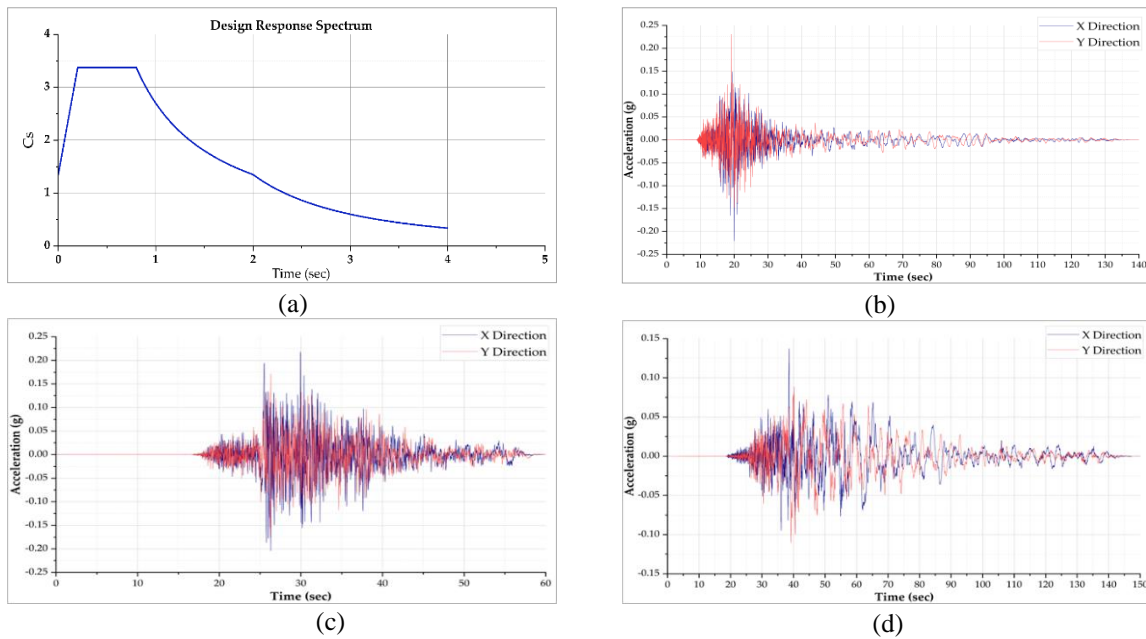 Design Response Spectrum
4
3
2
1
0
Cs
0 1 2 3 4 5
Time (sec)
(a)
X Direction
Y Direction
0.25
0.20
0.15
0.10
0.05
0.00
-0.05
-0.10
-0.15
0.20
0.25
Acceleration (g)
0 10 20 30 40 50 60 70 80 90 100 110 120 130 140
Time (sec)
(b)
X Direction
Y Direction
0.25
0.20
0.15
0.10
0.05
0.00
-0.05
-0.10
-0.15
-0.20
-0.25
Acceleration (g)
0 10 20 30 40 50 60
Time (sec)
(c)
X Direction
Y Direction
0.15
0.10
0.05
0.00
-0.05
-0.10
-0.15
Acceleration (g)
0 10 20 30 40 50 60 70 80 90 100 110 120 130 140 150
Time (sec)
(d)